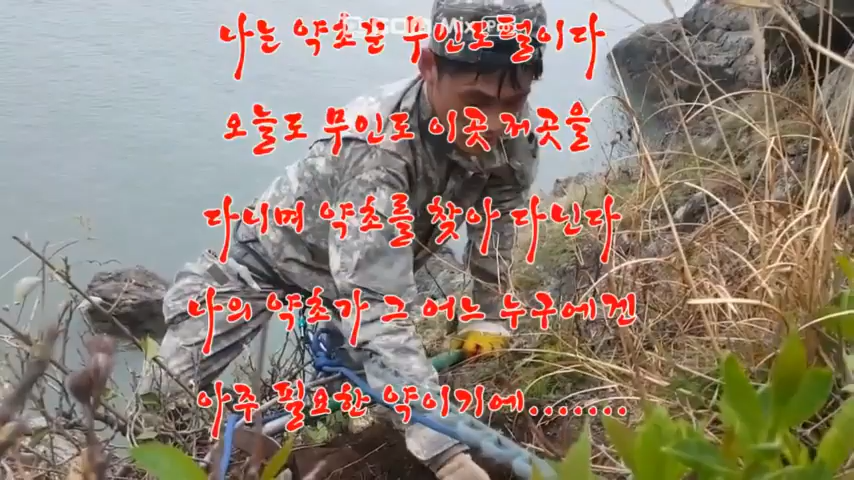 나는 약초꾼 무인도펄이다
오늘도 무인도 이곳 저곳을
다니며 약초를 찾아 다닌다
나의 약초가 그 어느 누구에겐
아주 필요한 약이기에.......